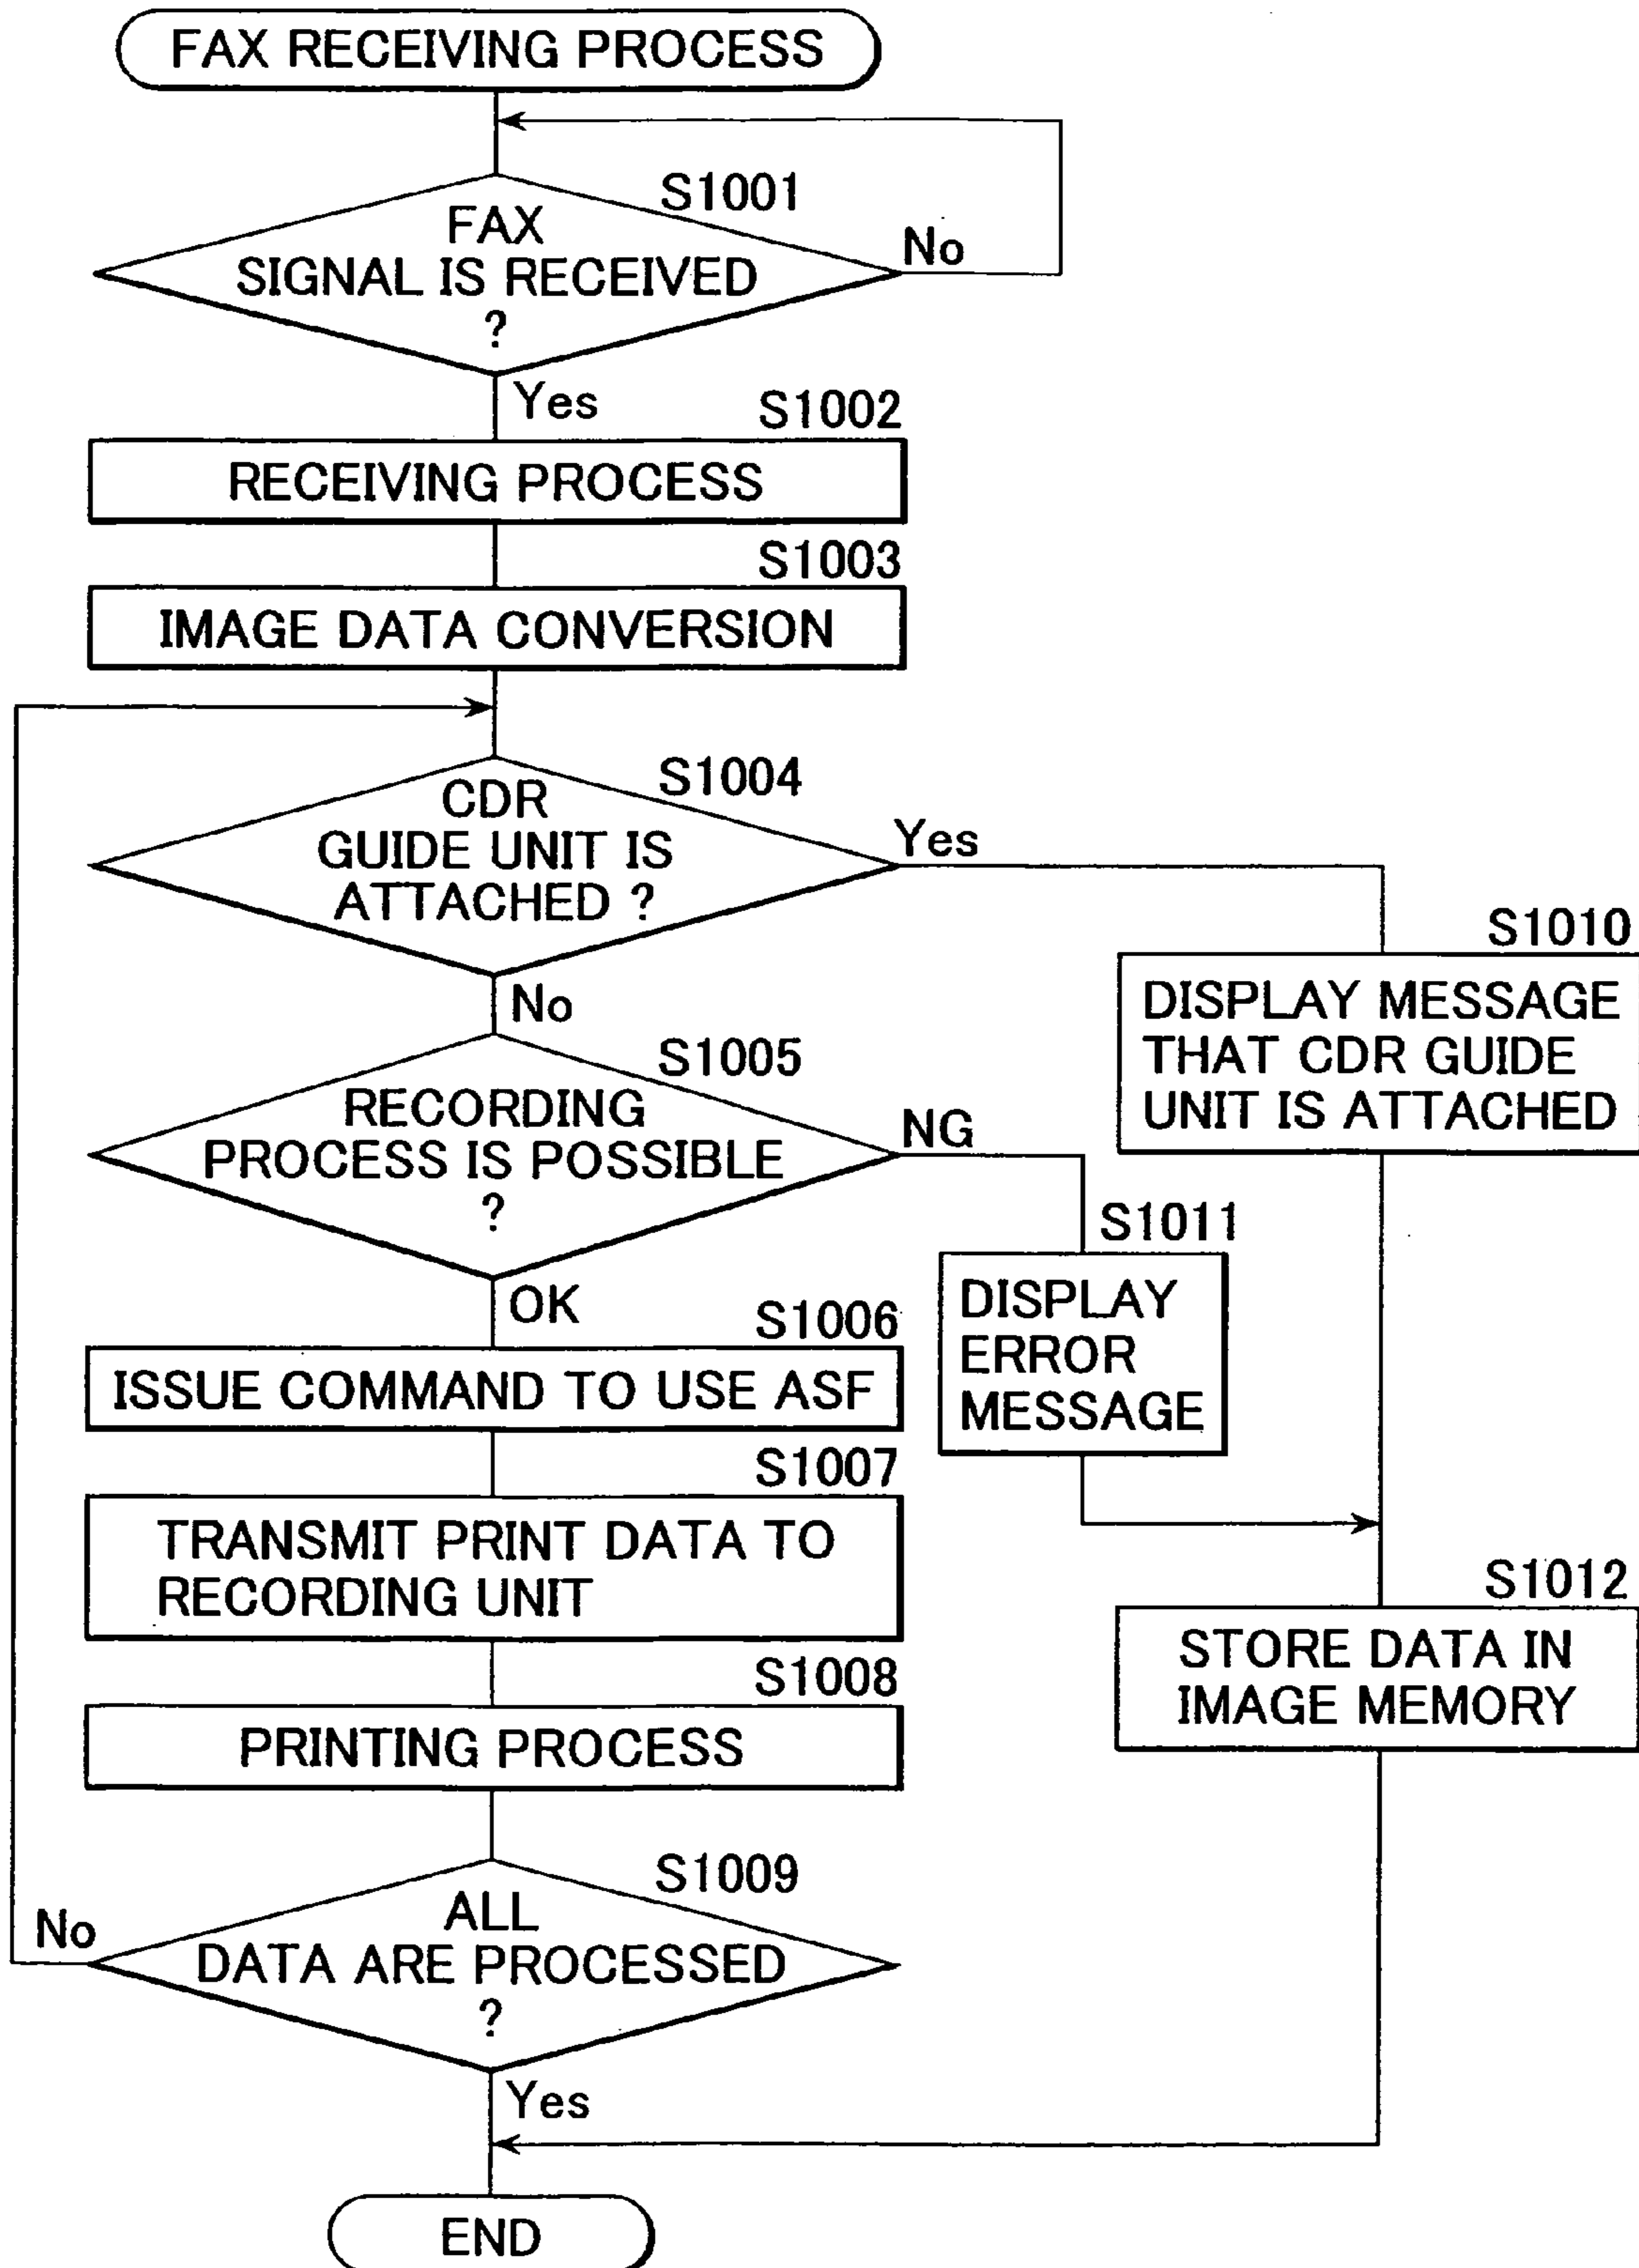 FAX RECEIVING PROCESS
S1001
FAX
SIGNAL IS RECEIVED
?
No
Yes
S1002
RECEIVING PROCESS
S1003
IMAGE DATA CONVERSION
S1004
CDR
GUIDE UNIT IS
ATTACHED ?
Yes
No
S1010
DISPLAY MESSAGE
THAT CDR GUIDE
UNIT IS ATTACHED
S1005
RECORDING
PROCESS IS POSSIBLE
?
NG
OK
S1011
DISPLAY
ERROR
MESSAGE
S1006
ISSUE COMMAND TO USE ASF
S1007
TRANSMIT PRINT DATA TO
RECORDING UNIT
S1012
STORE DATA IN
IMAGE MEMORY
S1008
PRINTING PROCESS
S1009
ALL
DATA ARE PROCESSED
?
No
Yes
END